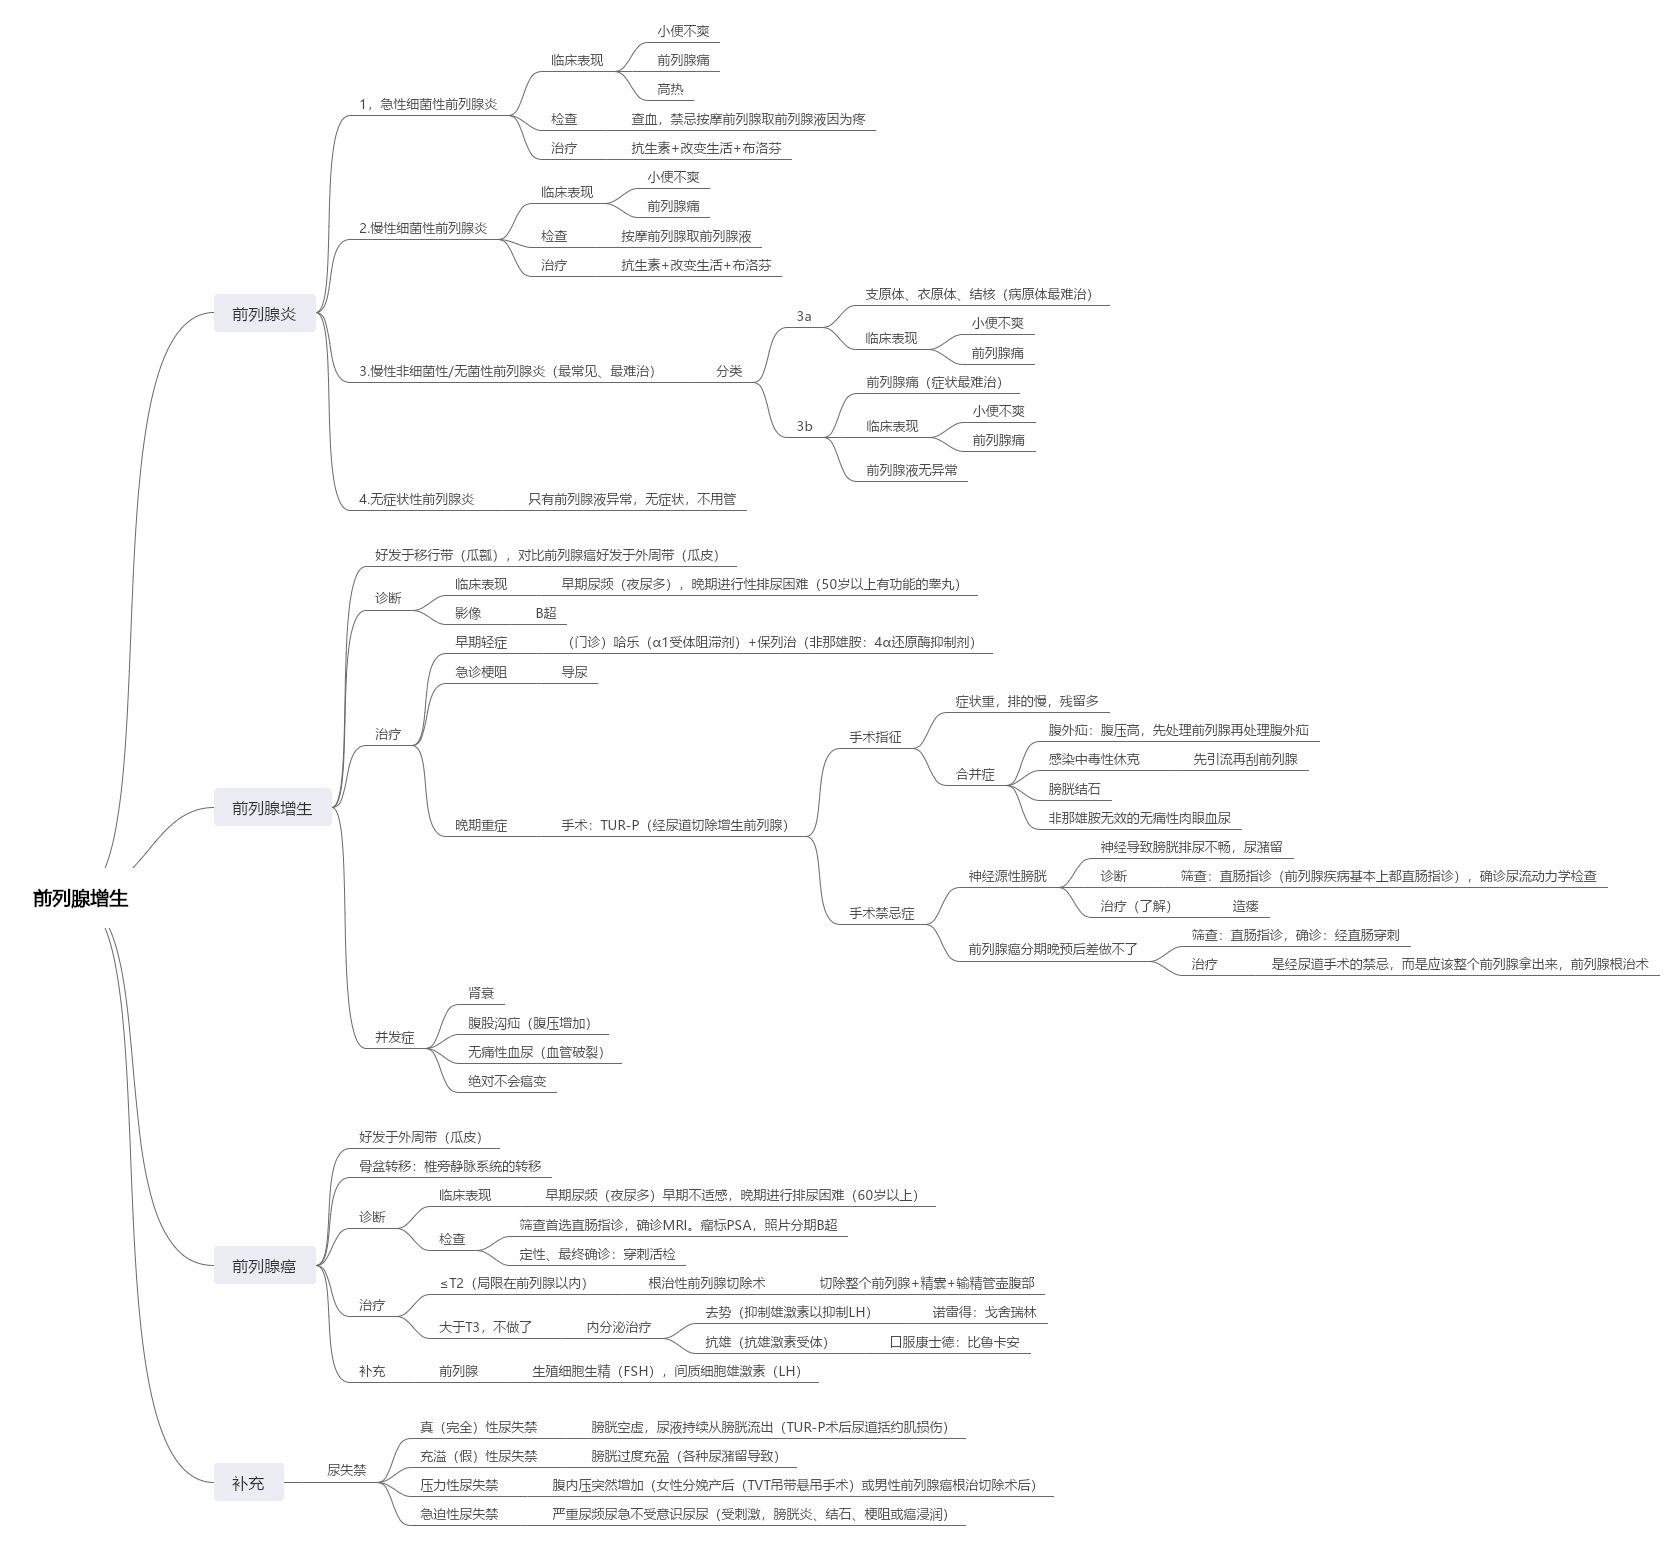 前列腺增生
前列腺炎
1，急性细菌性前列腺炎
临床表现
小便不爽
前列腺痛
高热
检查
查血，禁忌按摩前列腺取前列腺液因为疼
治疗
抗生素+改变生活+布洛芬
2.慢性细菌性前列腺炎
临床表现
小便不爽
前列腺痛
检查
按摩前列腺取前列腺液
治疗
抗生素+改变生活+布洛芬
3.慢性非细菌性/无菌性前列腺炎（最常见、最难治）
分类
3a
支原体、衣原体、结核（病原体最难治）
临床表现
小便不爽
前列腺痛
3b
前列腺痛（症状最难治）
临床表现
小便不爽
前列腺痛
前列腺液无异常
4.无症状性前列腺炎
只有前列腺液异常，无症状，不用管
前列腺增生
好发于移行带（瓜瓤），对比前列腺癌好发于外周带（瓜皮）
诊断
临床表现
早期尿频（夜尿多），晚期进行性排尿困难（50岁以上有功能的睾丸）
影像
B超
治疗
早期轻症
（门诊）哈乐（α1受体阻滞剂）+保列治（非那雄胺：4α还原酶抑制剂）
急诊梗阻
导尿
晚期重症
手术：TUR-P（经尿道切除增生前列腺）
手术指征
症状重，排的慢，残留多
合并症
腹外疝：腹压高，先处理前列腺再处理腹外疝
感染中毒性休克
先引流再刮前列腺
膀胱结石
非那雄胺无效的无痛性肉眼血尿
手术禁忌症
神经源性膀胱
神经导致膀胱排尿不畅，尿潴留
诊断
筛查：直肠指诊（前列腺疾病基本上都直肠指诊），确诊尿流动力学检查
治疗（了解）
造瘘
前列腺癌分期晚预后差做不了
筛查：直肠指诊，确诊：经直肠穿刺
治疗
是经尿道手术的禁忌，而是应该整个前列腺拿出来，前列腺根治术
并发症
肾衰
腹股沟疝（腹压增加）
无痛性血尿（血管破裂）
绝对不会癌变
前列腺癌
好发于外周带（瓜皮）
骨盆转移：椎旁静脉系统的转移
诊断
临床表现
早期尿频（夜尿多）早期不适感，晚期进行排尿困难（60岁以上）
检查
筛查首选直肠指诊，确诊MRI。瘤标PSA，照片分期B超
定性、最终确诊：穿刺活检
治疗
≤T2（局限在前列腺以内）
根治性前列腺切除术
切除整个前列腺+精囊+输精管壶腹部
大于T3，不做了
内分泌治疗
去势（抑制雄激素以抑制LH）
诺雷得：戈舍瑞林
抗雄（抗雄激素受体）
口服康士德：比鲁卡安
补充
前列腺
生殖细胞生精（FSH），间质细胞雄激素（LH）
补充
尿失禁
真（完全）性尿失禁
膀胱空虚，尿液持续从膀胱流出（TUR-P术后尿道括约肌损伤）
充溢（假）性尿失禁
膀胱过度充盈（各种尿潴留导致）
压力性尿失禁
腹内压突然增加（女性分娩产后（TVT吊带悬吊手术）或男性前列腺癌根治切除术后）
急迫性尿失禁
严重尿频尿急不受意识尿尿（受刺激，膀胱炎、结石、梗阻或癌浸润）